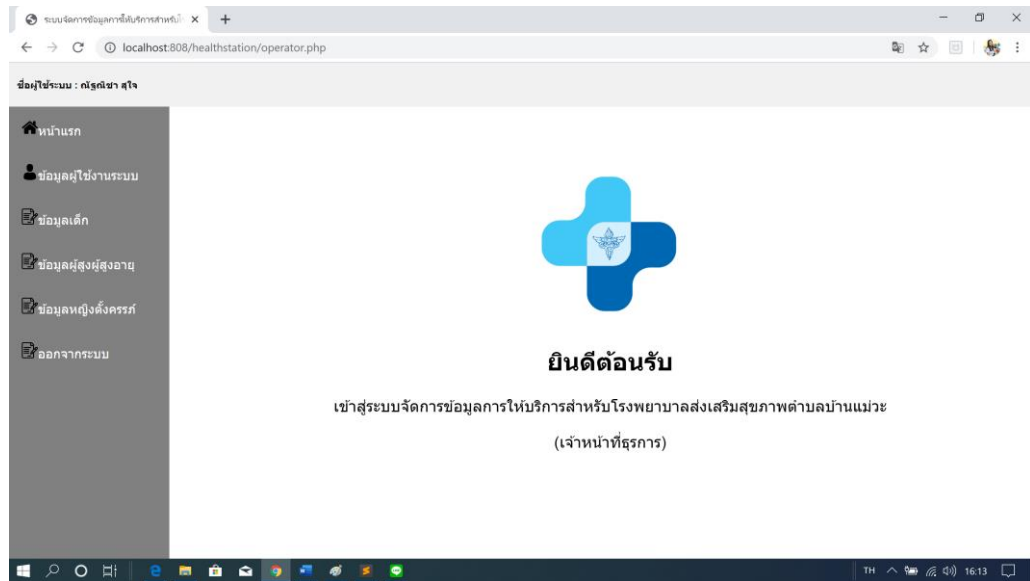 ระบบจัดการข้อมูลการให้บริการสำหรับโ
localhost:808/healthstation/operator.php
ชื่อผู้ใช้ระบบ : ณัฐณิชา สุใจ
หน้าแรก
ข้อมูลผู้ใช้งานระบบ
ข้อมูลเด็ก
ข้อมูลผู้สูงผู้สูงอายุ
ข้อมูลหญิงตั้งครรภ์
ออกจากระบบ
ยินดีต้อนรับ
เข้าสู่ระบบจัดการข้อมูลการให้บริการสำหรับโรงพยาบาลส่งเสริมสุขภาพตำบลบ้านแม่วะ
(เจ้าหน้าที่ธุรการ)
TH 16:13